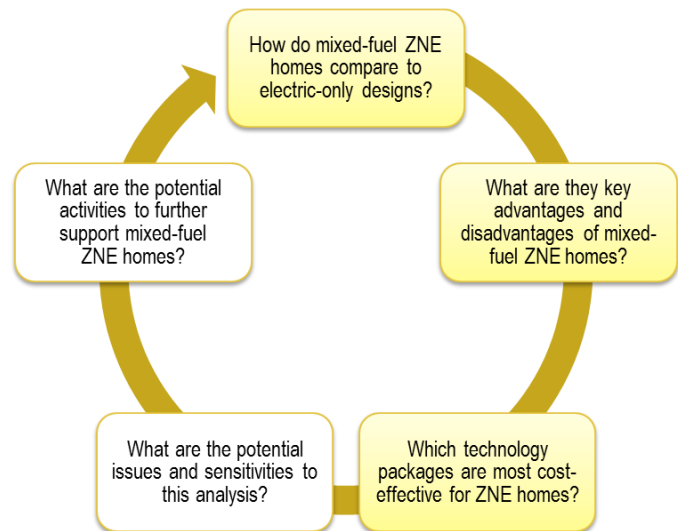 How do mixed-fuel ZNE
homes compare to
electric-only designs?
What are they key
advantages and
disadvantages of mixed-
fuel ZNE homes?
Which technology
packages are most cost-
effective for ZNE homes?
What are the potential
issues and sensitivities to
this analysis?
What are the potential
activities to further
support mixed-fuel
ZNE homes?